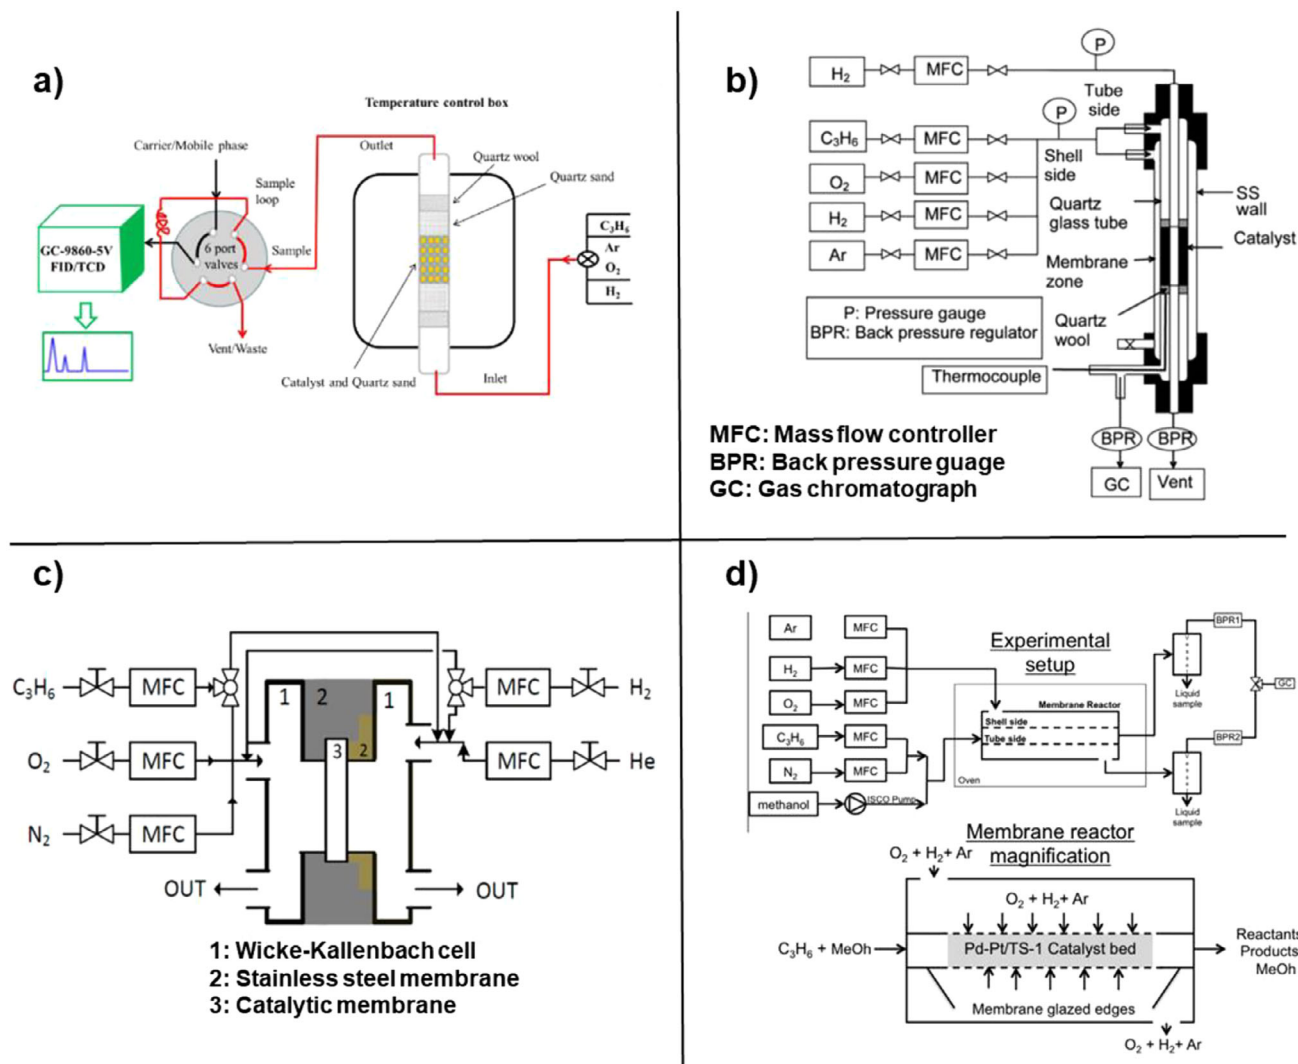 a)
Temperature control box
Carrier/Mobile phase
Outlet
Quartz wool
Sample
loop
Quartz sand
GC-9860-5V
FID/TCD
6 port
valves
Sample
C₃H₆
Ar
O₂
H₂
Vent/Waste
Catalyst and Quartz sand
Inlet
b)
P
H₂
MFC
Tube
side
P
C₃H₆
MFC
Shell
side
O₂
MFC
SS
wall
Quartz
glass tube
H₂
MFC
Catalyst
Ar
MFC
Membrane
zone
P: Pressure gauge
BPR: Back pressure regulator
Quartz
wool
Thermocouple
BPR
BPR
GC
Vent
MFC: Mass flow controller
BPR: Back pressure guage
GC: Gas chromatograph
c)
C₃H₆
MFC
1
2
1
MFC
H₂
3
2
O₂
MFC
MFC
He
N₂
MFC
OUT
OUT
1: Wicke-Kallenbach cell
2: Stainless steel membrane
3: Catalytic membrane
d)
Ar
MFC
BPR1
Experimental
setup
H₂
MFC
O₂
MFC
Liquid
sample
GC
Membrane Reactor
Shell side
Tube side
C₃H₆
MFC
BPR2
N₂
MFC
Oven
methanol
ISCO Pump
Liquid
sample
Membrane reactor
magnification
O₂ + H₂+ Ar
O₂ + H₂+ Ar
C₃H₆ + MeOh
Pd-Pt/TS-1 Catalyst bed
Reactants
Products
MeOh
Membrane glazed edges
O₂ + H₂+ Ar